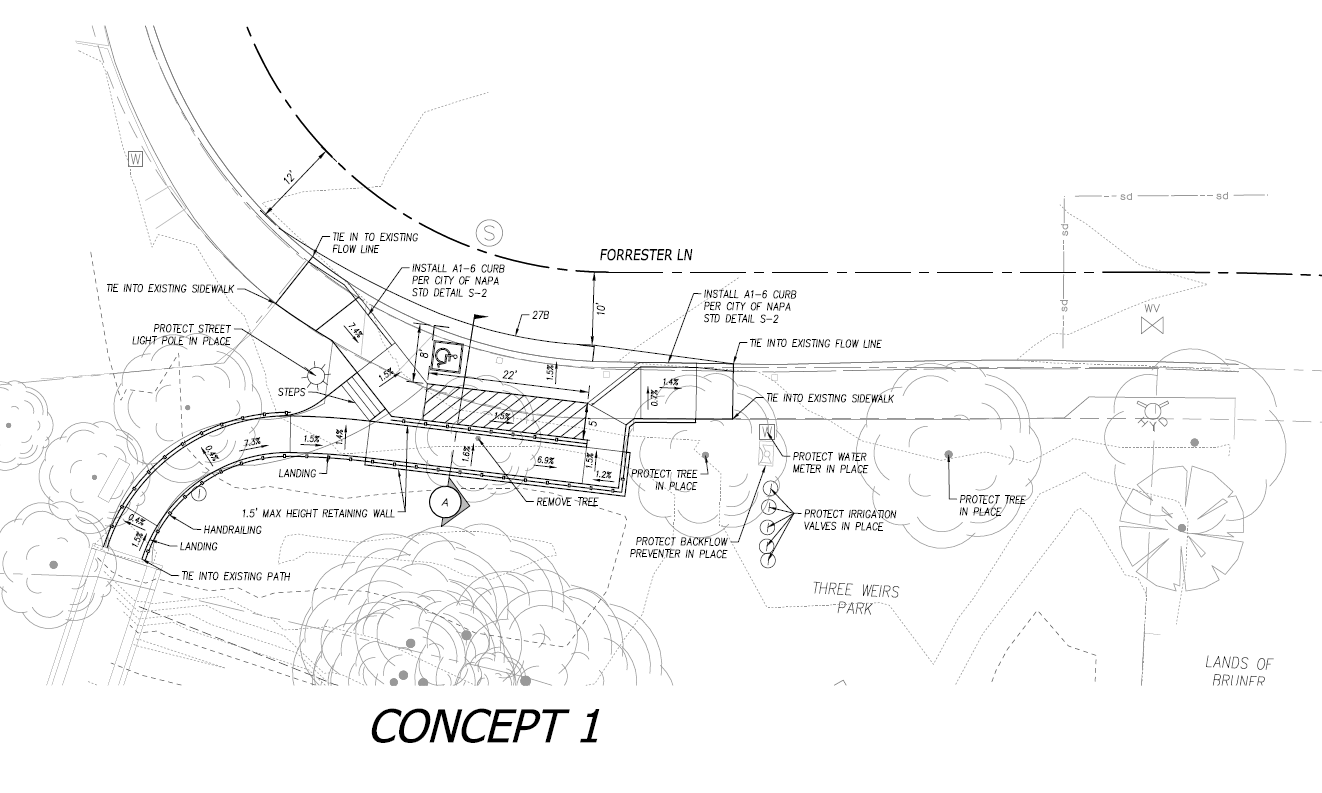 W
12'
S
TIE IN TO EXISTING
FLOW LINE
FORRESTER LN
sd
sd
sd
sd
INSTALL A1-6 CURB
PER CITY OF NAPA
STD DETAIL S-2
TIE INTO EXISTING SIDEWALK
27B
10'
INSTALL A1-6 CURB
PER CITY OF NAPA
STD DETAIL S-2
WV
PROTECT STREET
LIGHT POLE IN PLACE
7.4%
8'
TIE INTO EXISTING FLOW LINE
1.5%
22'
1.5%
1.4%
0.7%
STEPS
TIE INTO EXISTING SIDEWALK
1.5%
5'
7.3%
0.4%
1.5%
1.4%
1.6%
6.9%
1.5%
1.2%
W
PROTECT WATER
METER IN PLACE
LANDING
PROTECT TREE
IN PLACE
REMOVE TREE
A
PROTECT TREE
IN PLACE
1.5' MAX HEIGHT RETAINING WALL
PROTECT IRRIGATION
VALVES IN PLACE
0.4%
1.5%
HANDRAILING
LANDING
PROTECT BACKFLOW
PREVENTER IN PLACE
TIE INTO EXISTING PATH
THREE WEIRS
PARK
LANDS OF
BRUNER
CONCEPT 1